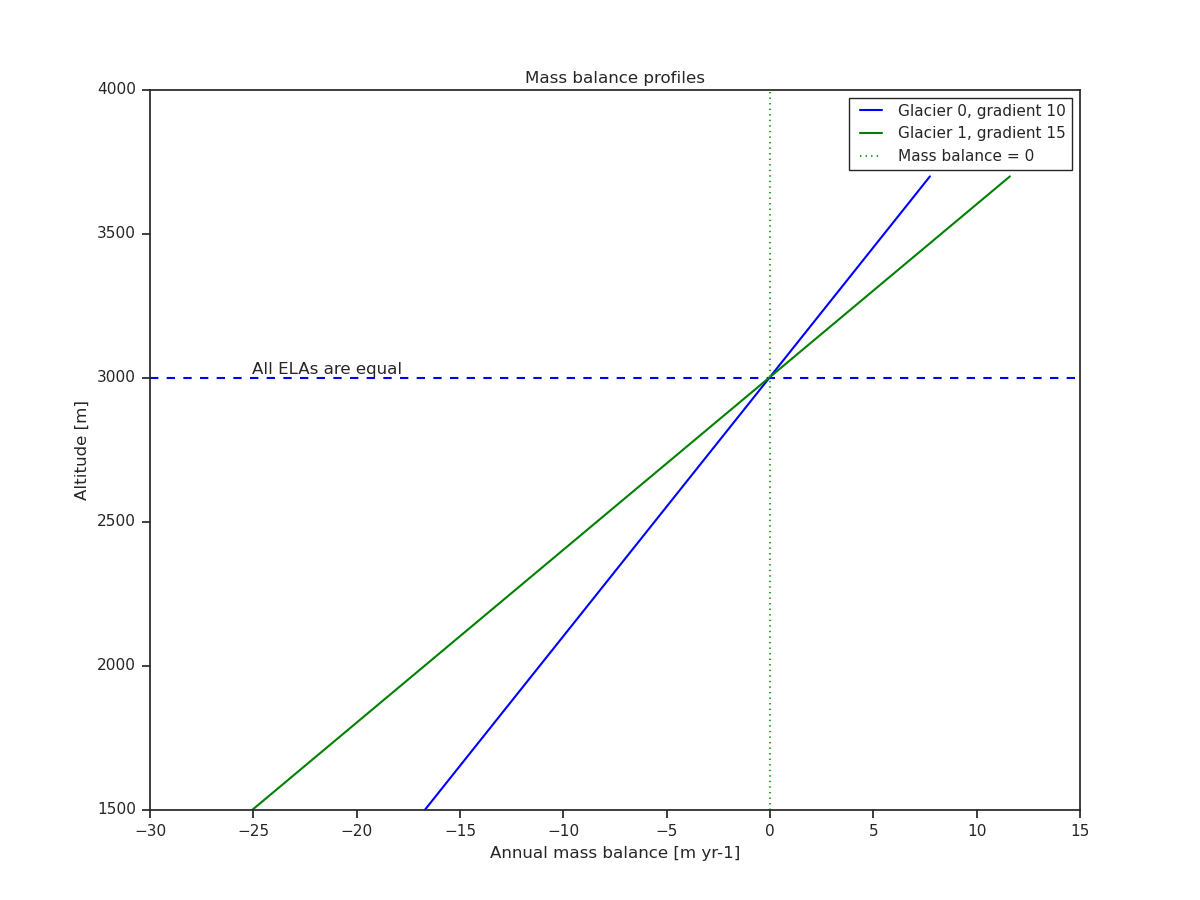 Mass balance profiles
4000
3500
3000
2500
2000
1500
Altitude [m]
Glacier 0, gradient 10
Glacier 1, gradient 15
Mass balance = 0
All ELAs are equal
−30
−25
−20
−15
−10
−5
0
5
10
15
Annual mass balance [m yr-1]